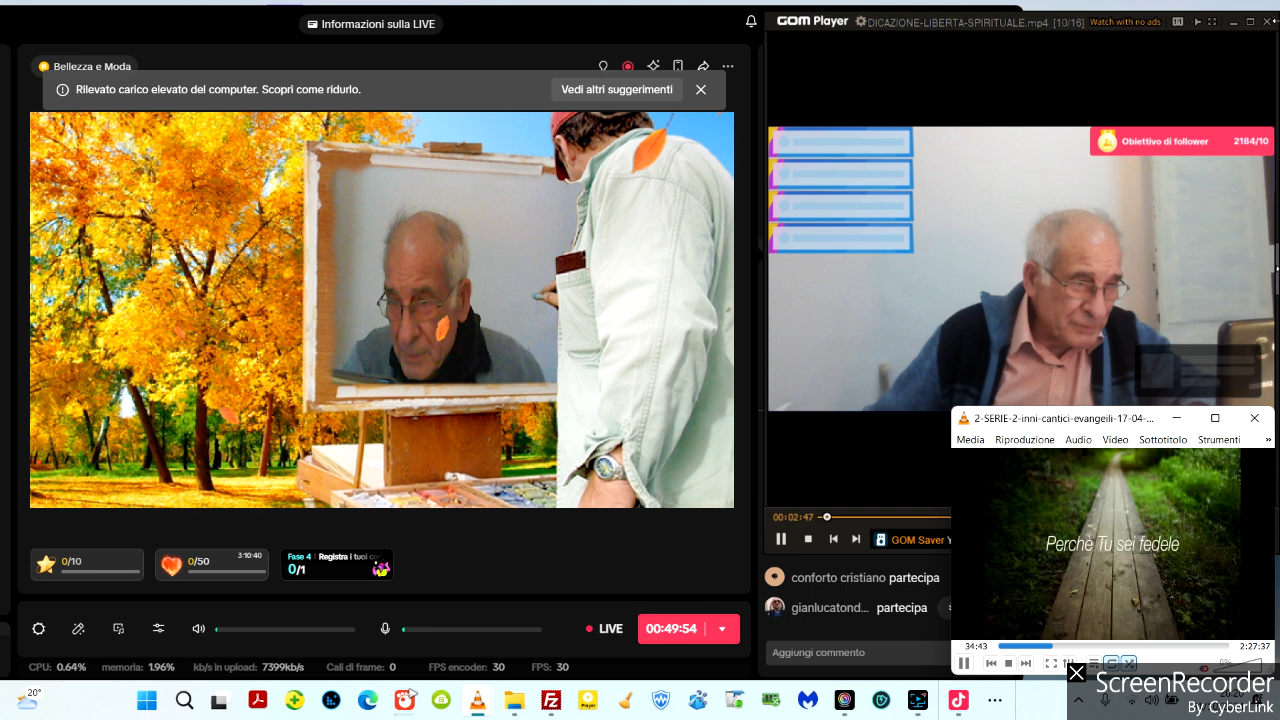 Informazioni sulla LIVE
Bellezza e Moda
Rilevato carico elevato del computer. Scopri come ridurlo.
Vedi altri suggerimenti
0/10
0/50
3:10:40
Fase 4 Registra i tuoi co
0/1
LIVE
00:49:54
CPU: 0.64%
memoria: 1.96%
kb/s in upload: 7399kb/s
Cali di frame: 0
FPS encoder: 30
FPS: 30
GOM Player
DICAZIONE-LIBERTA-SPIRITUALE.mp4 [10/16]
Watch with no ads
Obiettivo di follower 2184/10
00:02:47
GOM Saver
conforto cristiano partecipa
gianlucatond... partecipa
Aggiungi commento
2-SERIE-2-inni-cantici-evangeili-17-04-...
Media Riproduzione Audio Video Sottotitolo Strumenti »
Perchè Tu sei fedele
34:43
2:27:37
0%
20°
Player
ScreenRecorder
By CyberLink